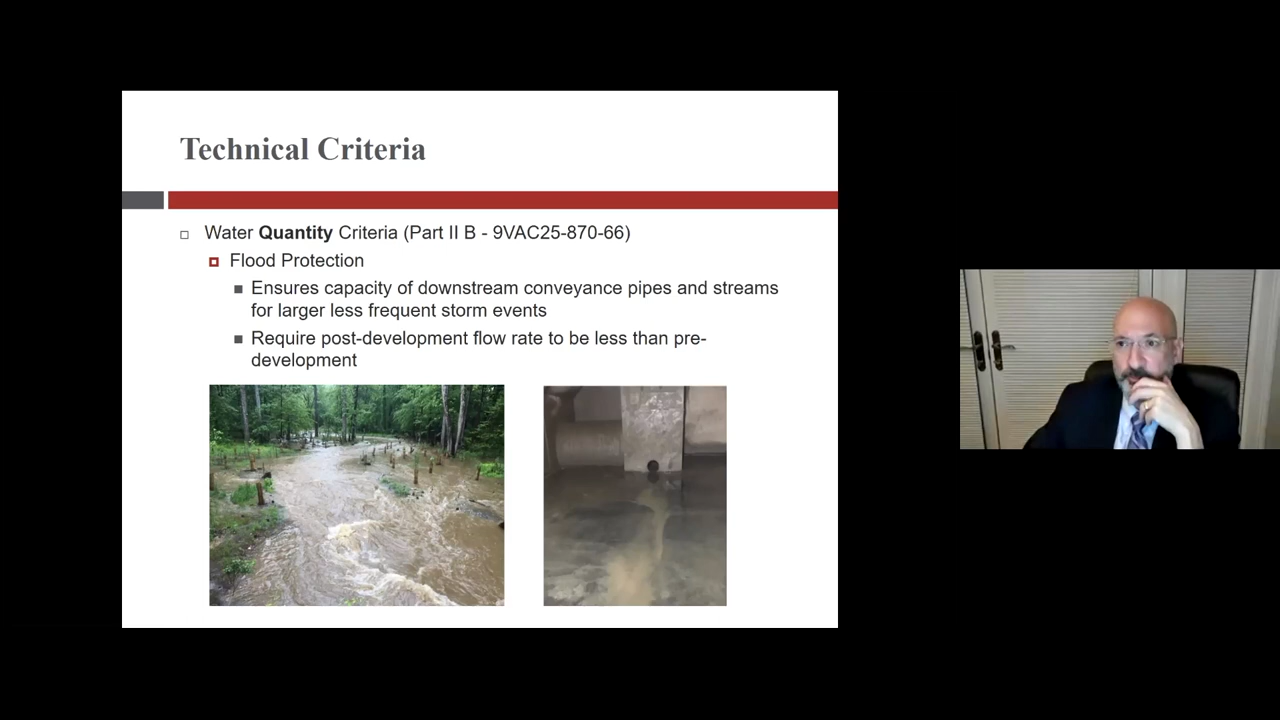 Technical Criteria
Water Quantity Criteria (Part II B - 9VAC25-870-66)
Flood Protection
Ensures capacity of downstream conveyance pipes and streams
for larger less frequent storm events
Require post-development flow rate to be less than pre-
development